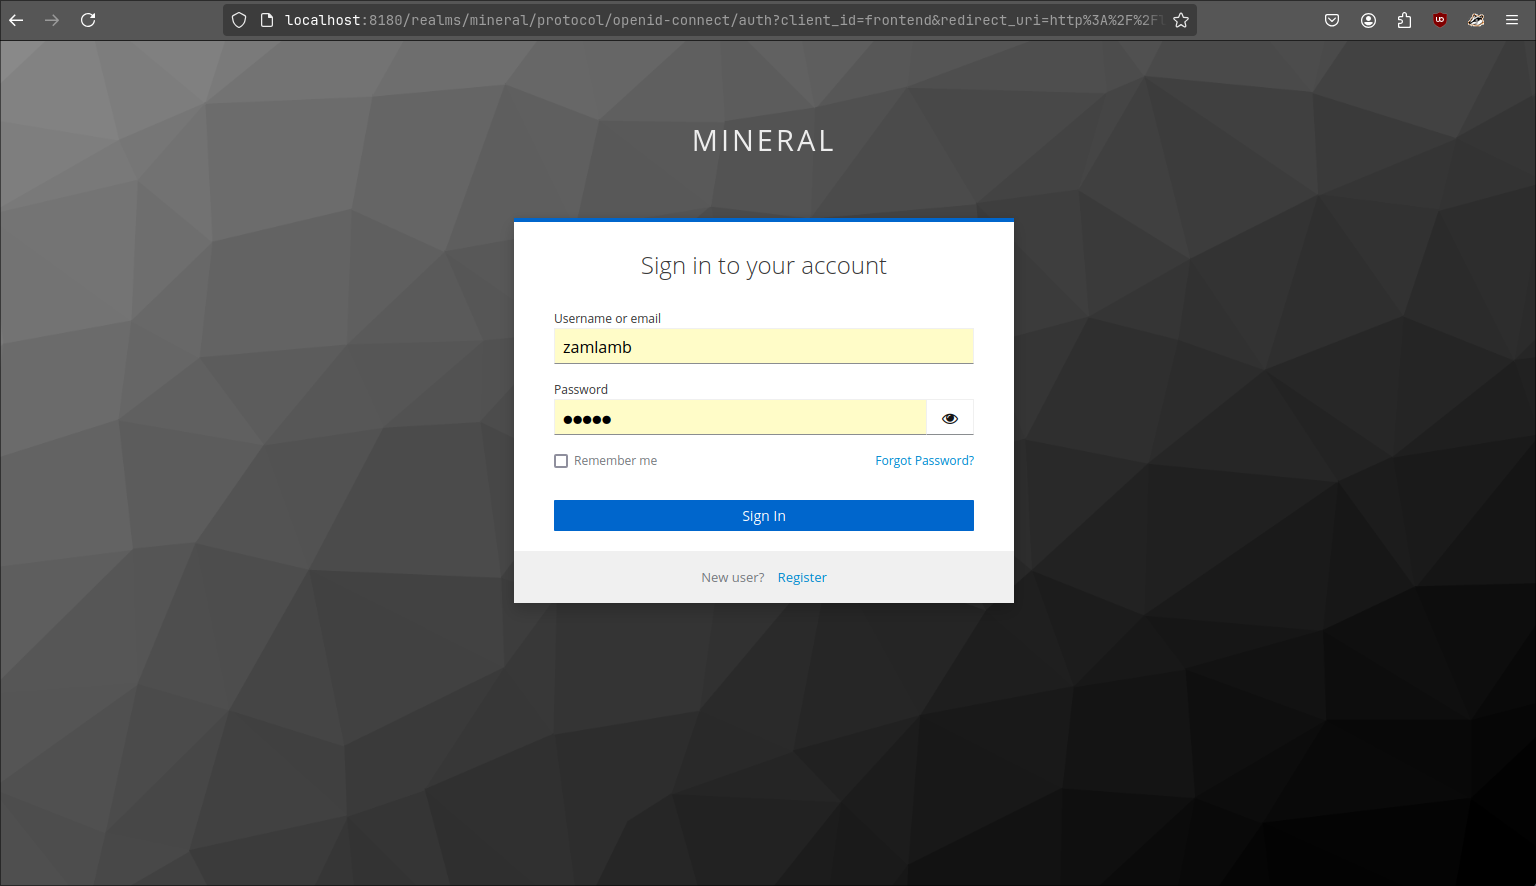 localhost:8180/realms/mineral/protocol/openid-connect/auth?client_id=frontend&redirect_uri=http%3A%2F%2Fl
MINERAL
Sign in to your account
Username or email
zamlamb
Password
●●●●●
Remember me Forgot Password?
Sign In
New user? Register